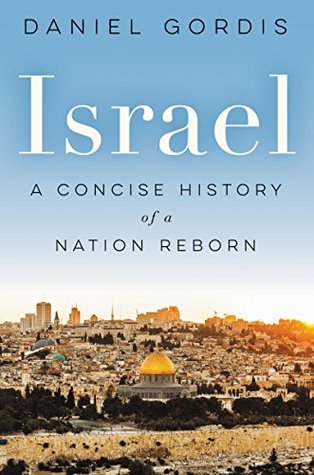 DANIEL GORDIS
Israel
A CONCISE HISTORY
of a
NATION REBORN